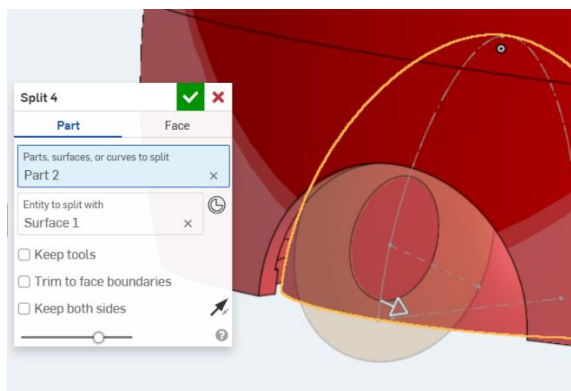 Split 4
Part Face
Parts, surfaces, or curves to split
Part 2
Entity to split with
Surface 1
Keep tools
Trim to face boundaries
Keep both sides